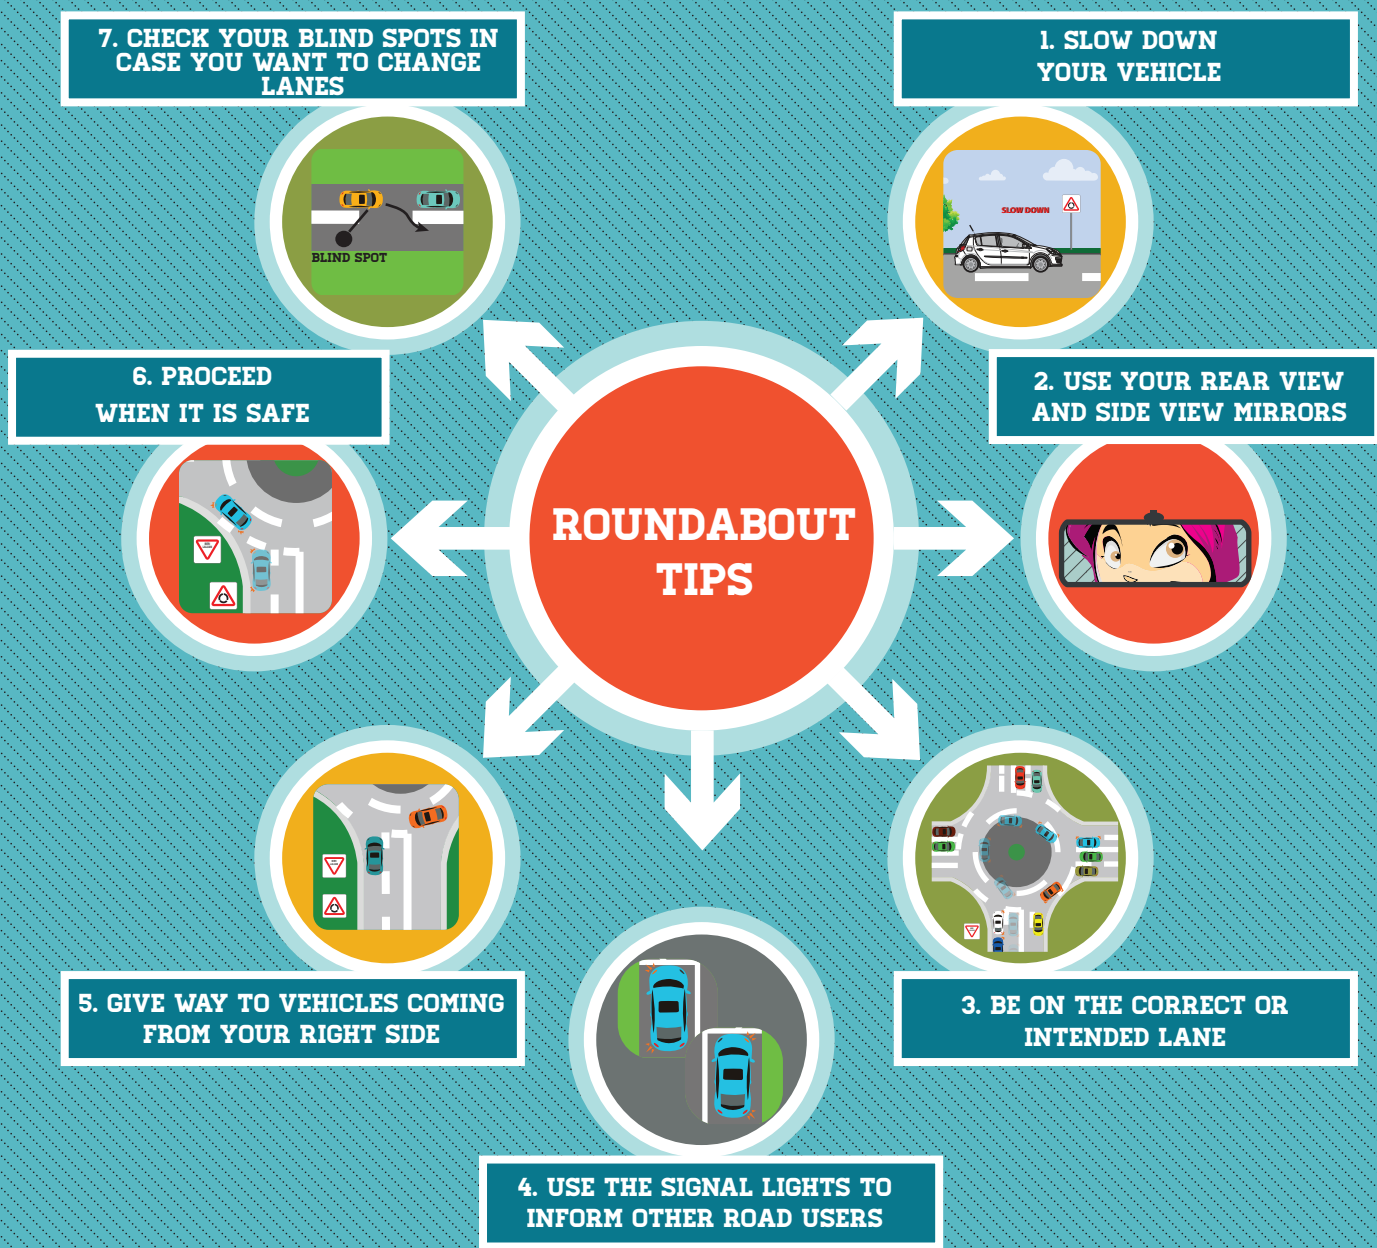 ROUNDABOUT
TIPS
1. SLOW DOWN
YOUR VEHICLE
SLOW DOWN
2. USE YOUR REAR VIEW
AND SIDE VIEW MIRRORS
3. BE ON THE CORRECT OR
INTENDED LANE
4. USE THE SIGNAL LIGHTS TO
INFORM OTHER ROAD USERS
5. GIVE WAY TO VEHICLES COMING
FROM YOUR RIGHT SIDE
6. PROCEED
WHEN IT IS SAFE
7. CHECK YOUR BLIND SPOTS IN
CASE YOU WANT TO CHANGE
LANES
BLIND SPOT